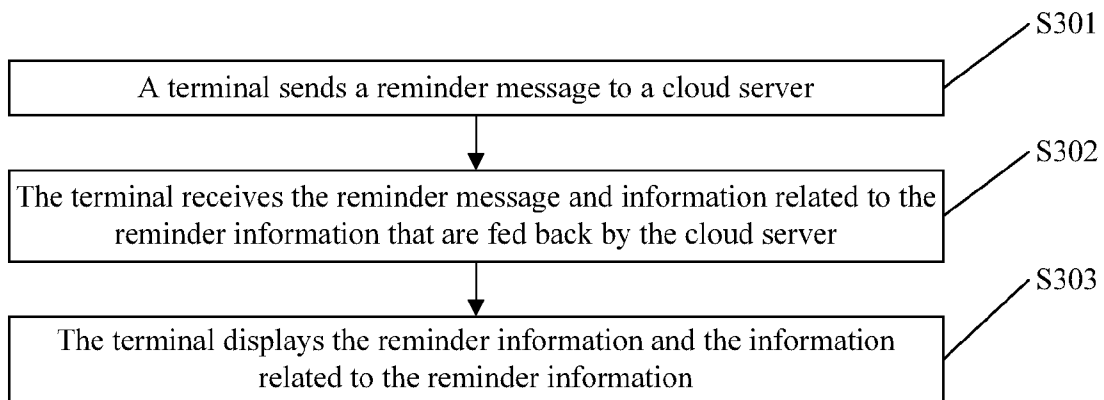 S301
A terminal sends a reminder message to a cloud server
S302
The terminal receives the reminder message and information related to the
reminder information that are fed back by the cloud server
S303
The terminal displays the reminder information and the information
related to the reminder information